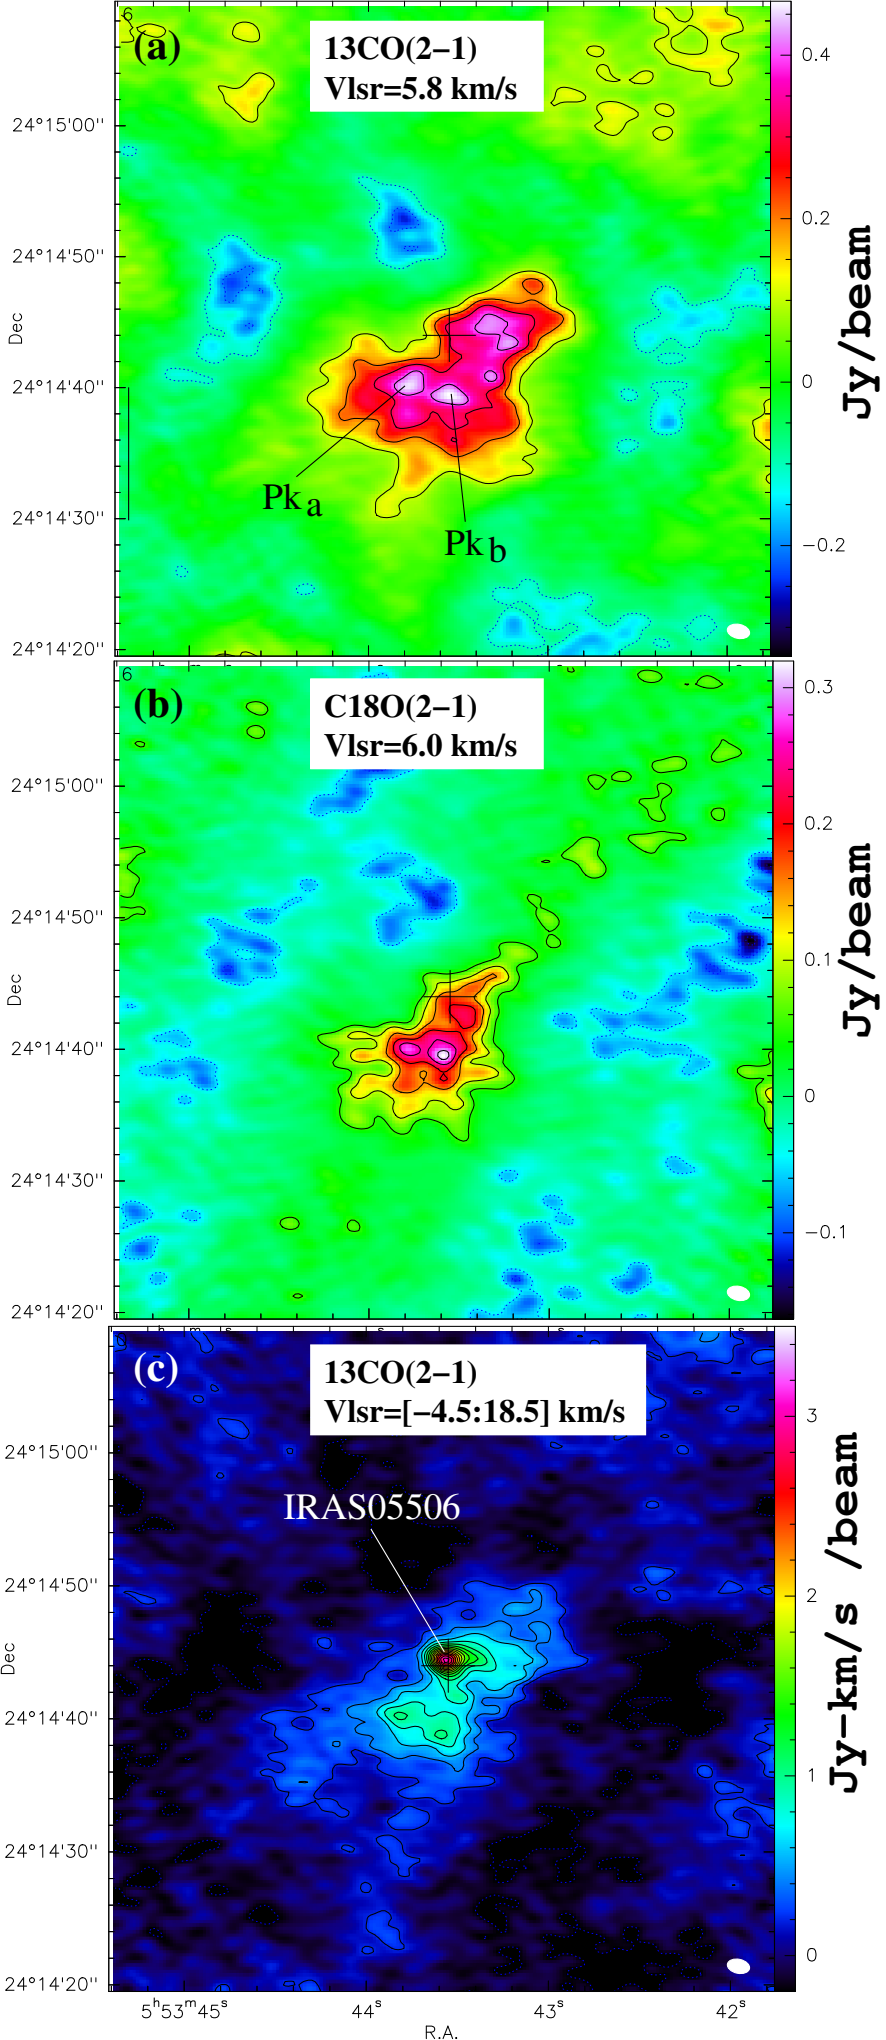 6
(a)
13CO(2−1)
Vlsr=5.8 km/s
24°15'00''
24°14'50''
24°14'40''
24°14'30''
24°14'20''
Dec
Pk a
Pk b
0.4
0.2
0
−0.2
Jy/beam
6
(b)
C18O(2−1)
Vlsr=6.0 km/s
24°15'00''
24°14'50''
24°14'40''
24°14'30''
24°14'20''
Dec
0.3
0.2
0.1
0
−0.1
Jy/beam
(c)
13CO(2−1)
Vlsr=[−4.5:18.5] km/s
IRAS05506
24°15'00''
24°14'50''
24°14'40''
24°14'30''
24°14'20''
Dec
3
2
1
0
Jy−km/s /beam
5h53m45s
44s
43s
42s
R.A.